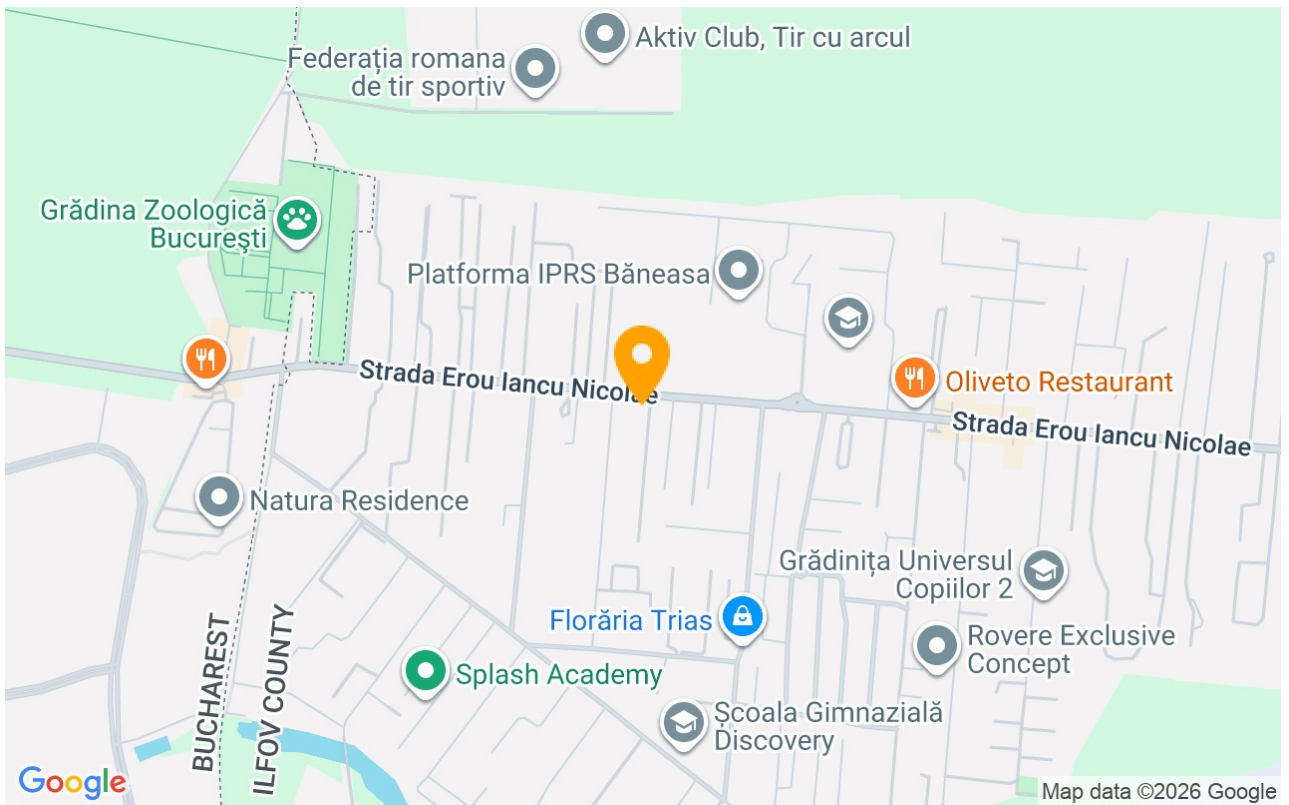 Aktiv Club, Tir cu arcul
Federația romana
de tir sportiv
Grădina Zoologică
București
Platforma IPRS Băneasa
Strada Erou Iancu Nicolae
Oliveto Restaurant
Strada Erou Iancu Nicolae
Natura Residence
Grădinița Universul
Copiilor 2
Florăria Trias
Rovere Exclusive
Concept
BUCHAREST
ILFOV COUNTY
Splash Academy
Școala Gimnazială
Discovery
Google
Map data ©2026 Google